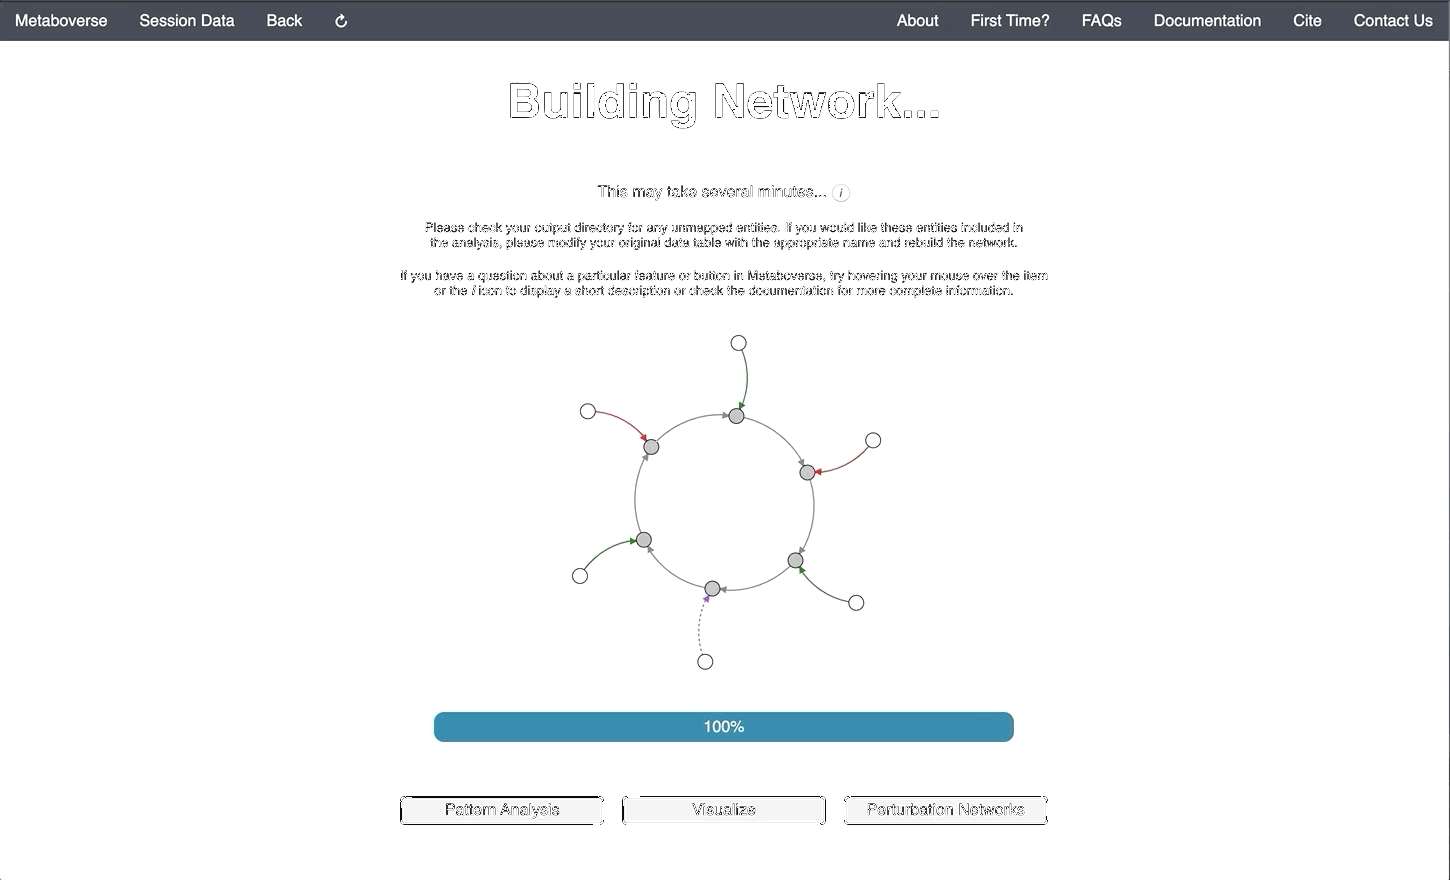 Metaboverse Session Data Back About First Time? FAQs Documentation Cite Contact Us
Building Network...
This may take several minutes... i
Please check your output directory for any unmapped entities. If you would like these entities included in
the analysis, please modify your original data table with the appropriate name and rebuild the network.
If you have a question about a particular feature or button in Metaboverse, try hovering your mouse over the item
or the i icon to display a short description or check the documentation for more complete information.
100%
Pattern Analysis Visualize Perturbation Networks